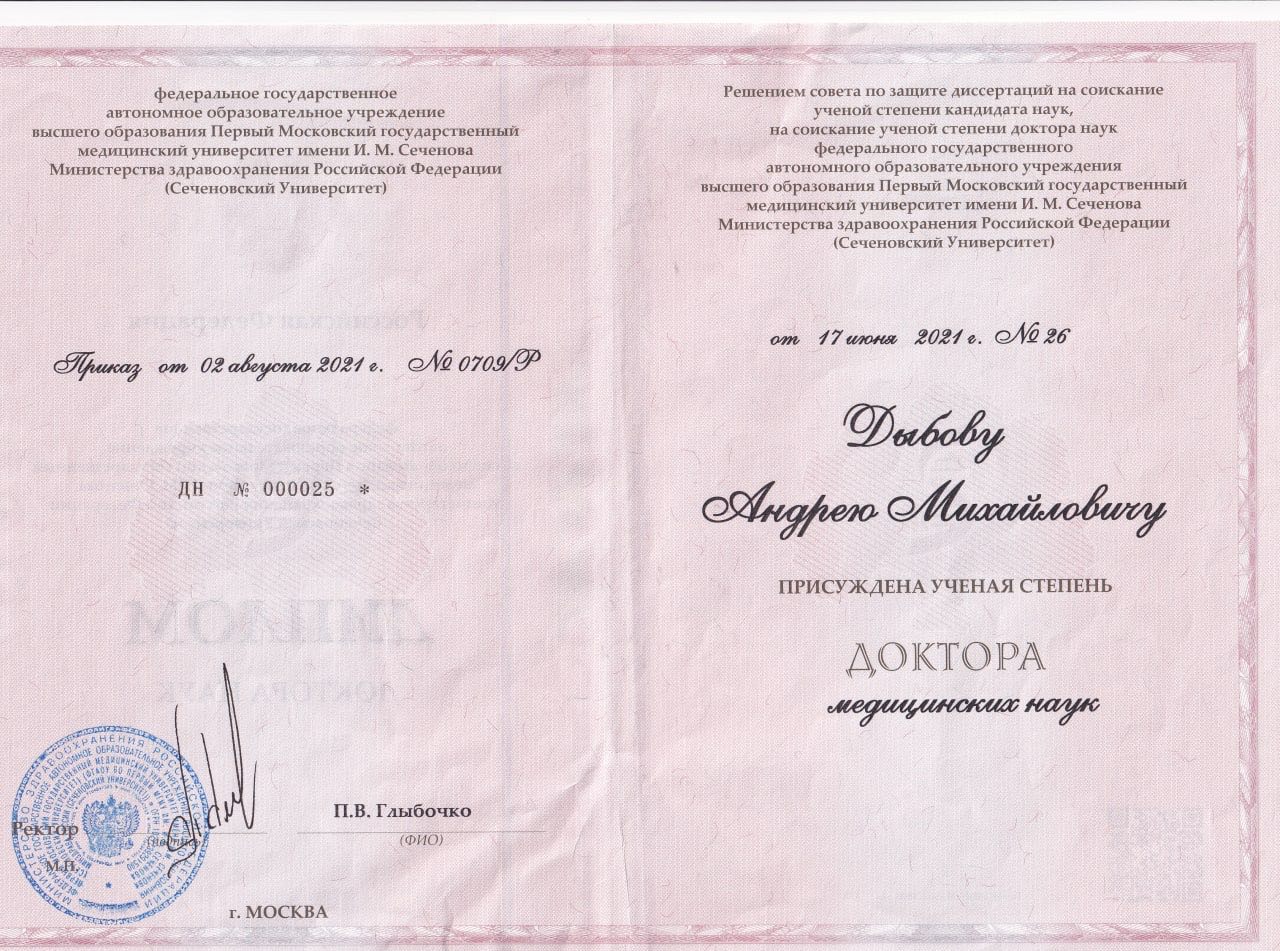 федеральное государственное
автономное образовательное учреждение
высшего образования Первый Московский государственный
медицинский университет имени И. М. Сеченова
Министерства здравоохранения Российской Федерации
(Сеченовский Университет)
Приказ от 02 августа 2021 г. № 0709/Р
ДН № 000025 *
Ректор
(подпись)
П.В. Глыбочко
(ФИО)
М.П.
г. МОСКВА
Решением совета по защите диссертаций на соискание
ученой степени кандидата наук,
на соискание ученой степени доктора наук
федерального государственного
автономного образовательного учреждения
высшего образования Первый Московский государственный
медицинский университет имени И. М. Сеченова
Министерства здравоохранения Российской Федерации
(Сеченовский Университет)
от 17 июня 2021 г. № 26
Дыбову
Андрею Михайловичу
ПРИСУЖДЕНА УЧЕНАЯ СТЕПЕНЬ
ДОКТОРА
медицинских наук